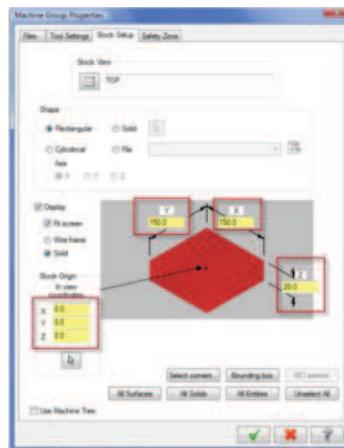 Machine Group Properties
Files Tool Settings Stock Setup Safety Zone
Stock View
TOP
Shape
Rectangular Solid
Cylindrical File
Axis
X Y Z
Display
Fit screen
Wire frame
Solid
Y X
150.0 150.0
Z
20.0
Stock Origin
In view
coordinates
X 0.0
Y 0.0
Z 0.0
Select corners... Bounding box... NCI extents
All Surfaces All Solids All Entities Unselect All
Use Machine Tree